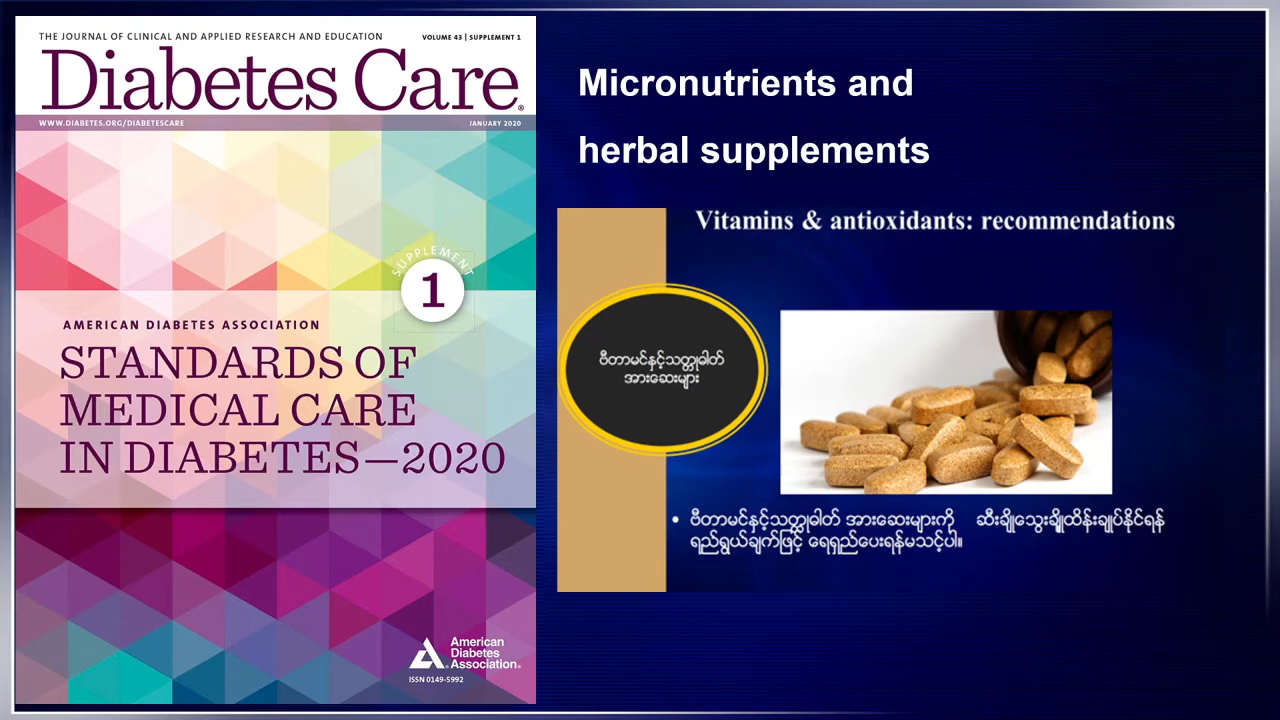 THE JOURNAL OF CLINICAL AND APPLIED RESEARCH AND EDUCATION
VOLUME 43 | SUPPLEMENT 1
Diabetes Care®
WWW.DIABETES.ORG/DIABETESCARE
JANUARY 2020
SUPPLEMENT
1
AMERICAN DIABETES ASSOCIATION
STANDARDS OF
MEDICAL CARE
IN DIABETES—2020
American
Diabetes
Association®
ISSN 0149-5992
Micronutrients and
herbal supplements
Vitamins & antioxidants: recommendations
ဗီတာမင်နှင့်သတ္တုဓါတ်
အားဆေးများ
• ဗီတာမင်နှင့်သတ္တုဓါတ် အားဆေးများကို ဆီးချိုသွေးချိုထိန်းချုပ်နိုင်ရန်
ရည်ရွယ်ချက်ဖြင့် ရေရှည်ပေးရန်မသင့်ပါ။